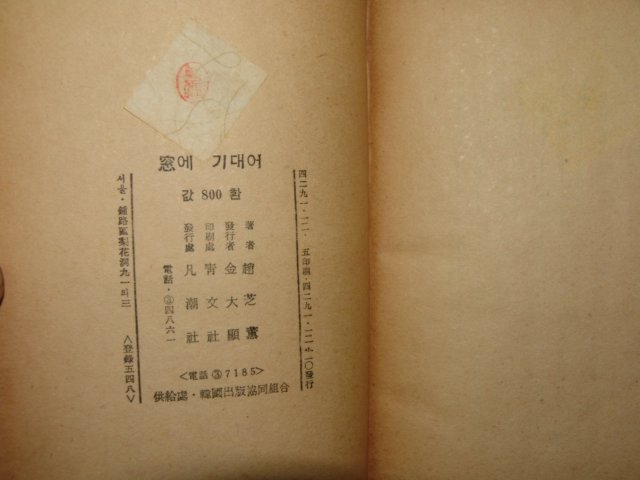 窓에 기대어
값 800 환
四二九一·一二· 五印刷·四二九一·一二·一〇發行
著者 趙芝薰
發行者 金大顯
印刷處 靑文社
發行處 凡潮社
電話·③四八六一
서울·鍾路區梨花洞九一의三 <登錄五四八>
<電話 ③7185>
供給處·韓國出版協同組合